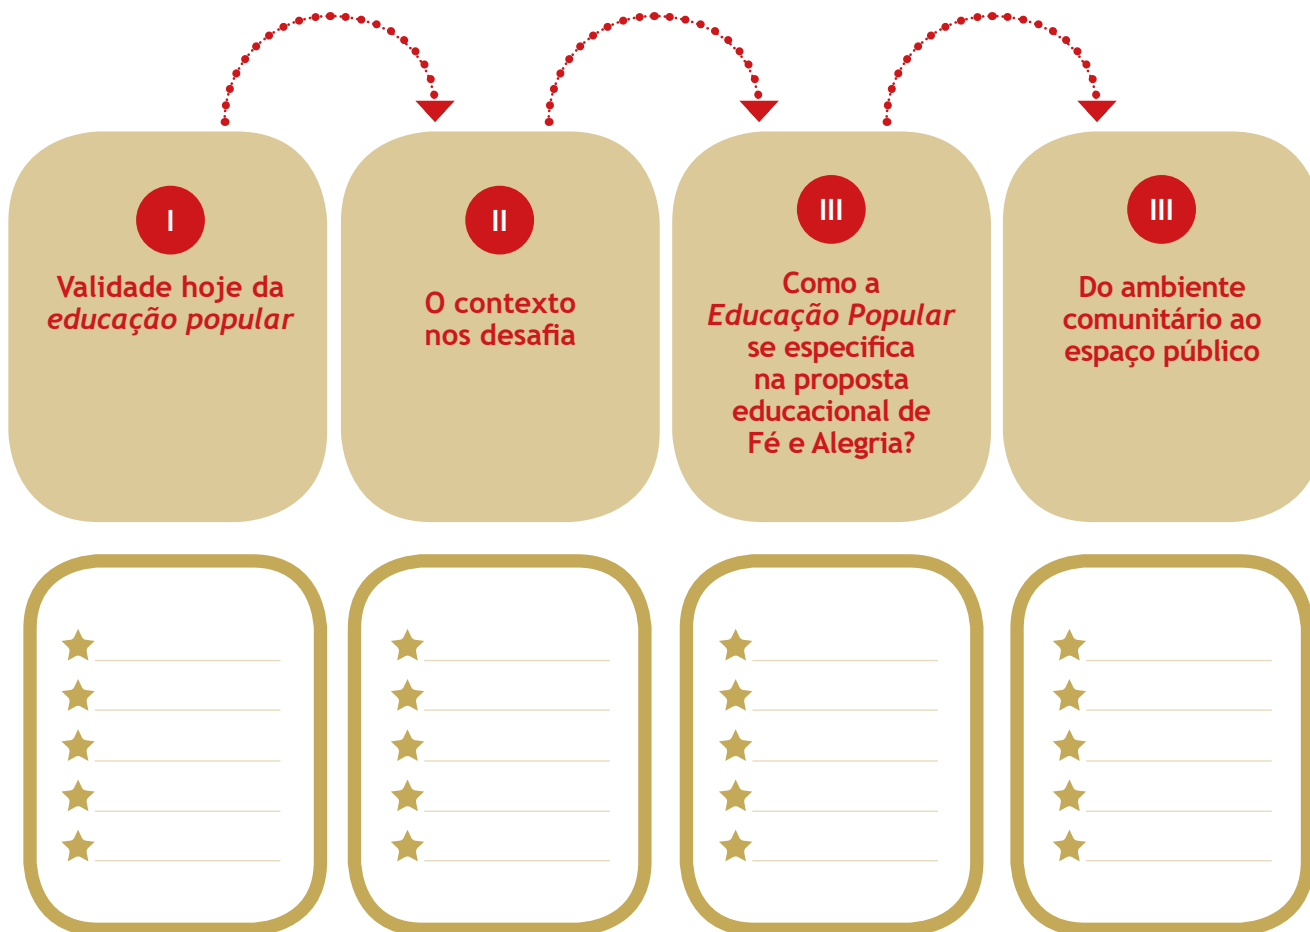 I
Validade hoje da
educação popular
II
O contexto
nos desafia
III
Como a
Educação Popular
se especifica
na proposta
educacional de
Fé e Alegria?
III
Do ambiente
comunitário ao
espaço público